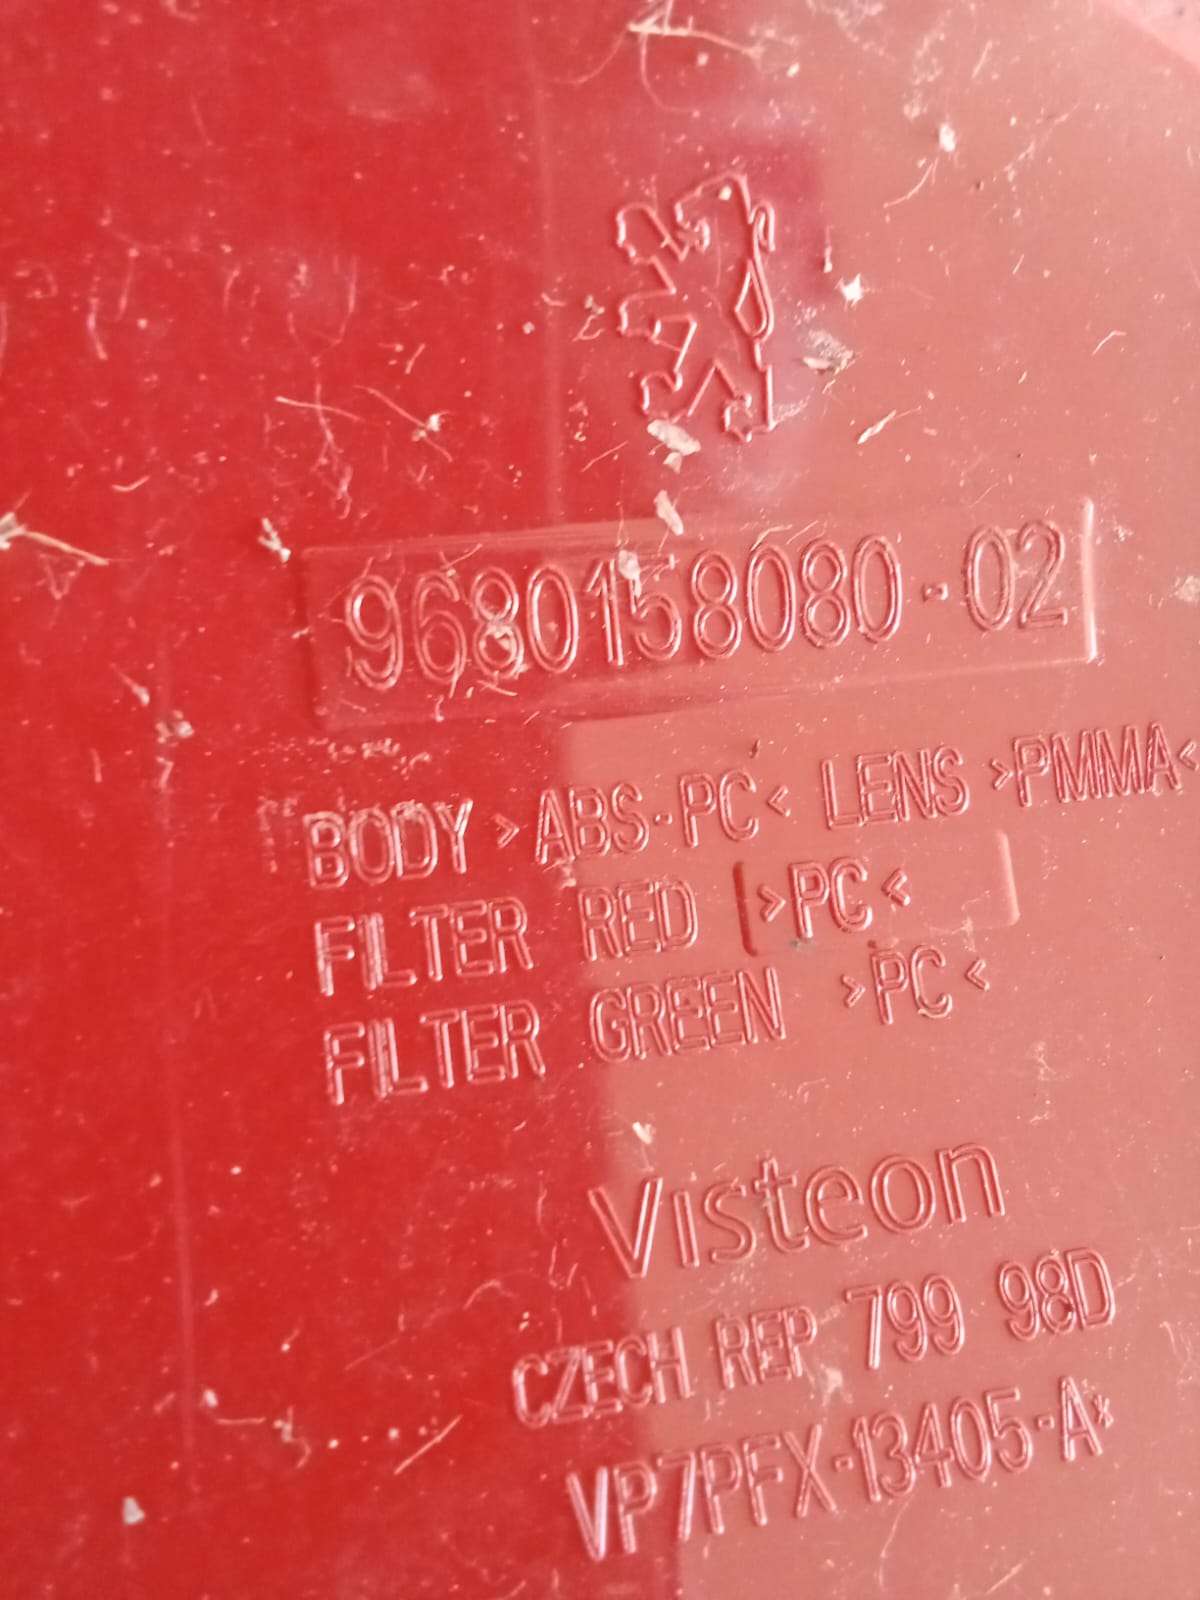 9680158080-02
BODY >ABS-PC< LENS >PMMA<
FILTER RED >PC<
FILTER GREEN >PC<
Visteon
CZECH REP 799 98D
VP7PFX-13405-A*